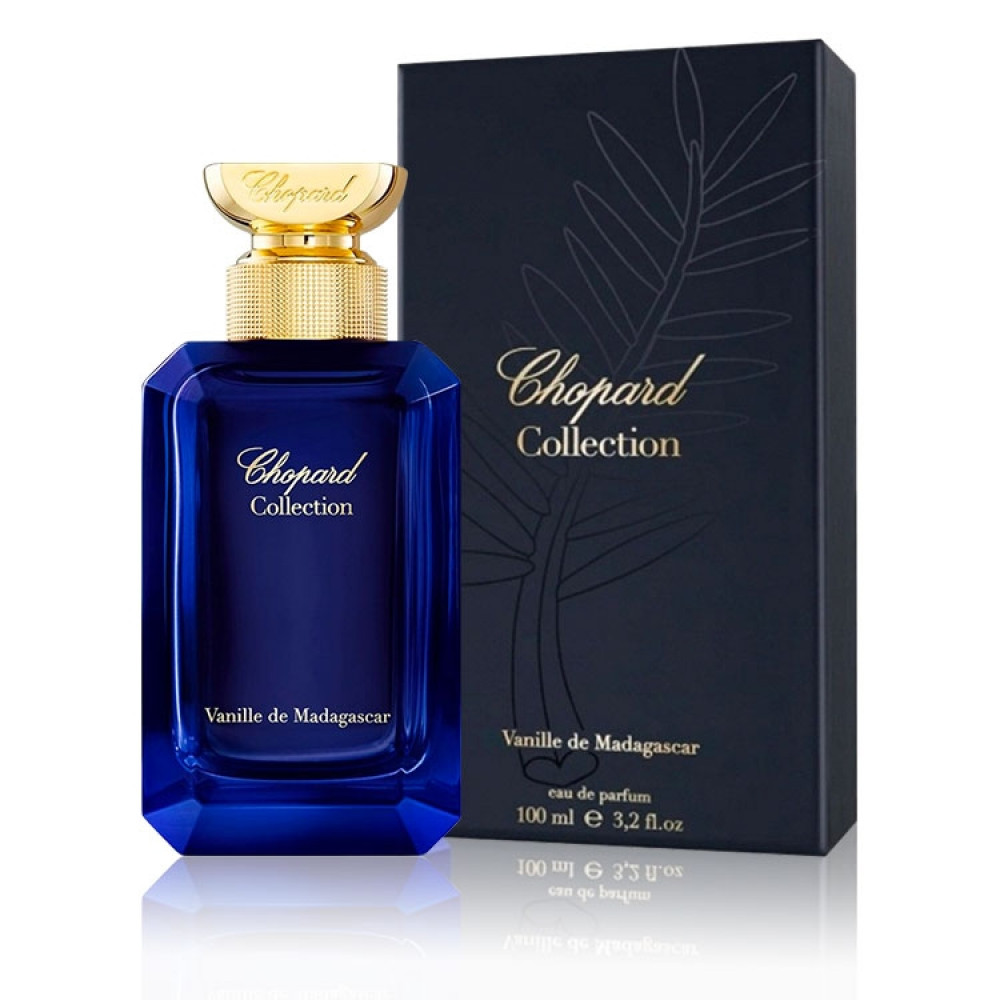 Chopard
Chopard
Collection
Vanille de Madagascar
Chopard
Collection
Vanille de Madagascar
eau de parfum
100 ml e 3,2 fl.oz